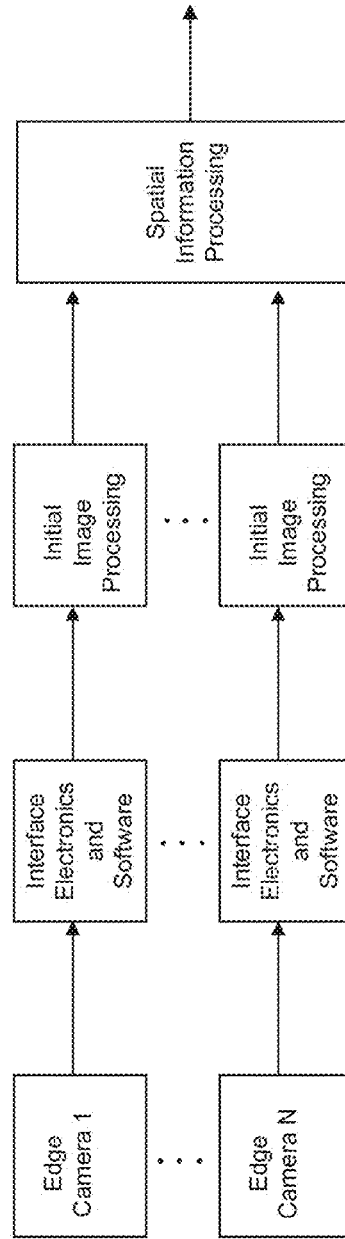 Edge
Camera 1
Interface
Electronics
and
Software
Initial
Image
Processing
Spatial
Information
Processing
Edge
Camera N
Interface
Electronics
and
Software
Initial
Image
Processing